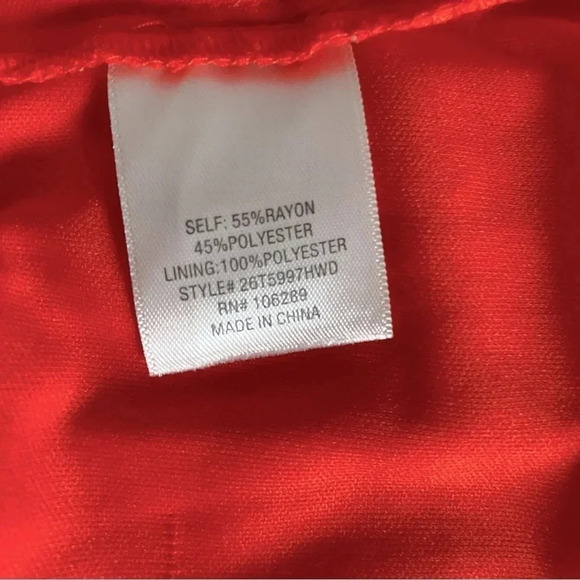 SELF: 55%RAYON
45%POLYESTER
LINING:100%POLYESTER
STYLE# 26T5997HWD
RN# 106289
MADE IN CHINA